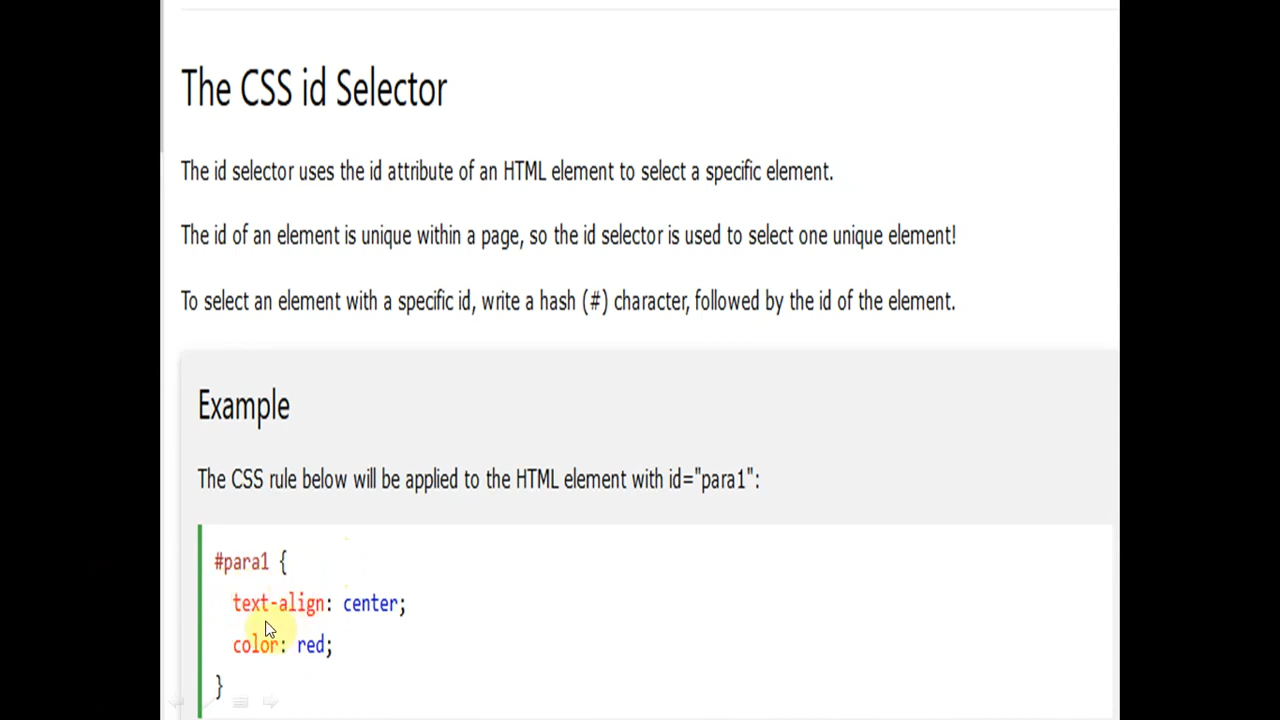 The CSS id Selector
The id selector uses the id attribute of an HTML element to select a specific element.
The id of an element is unique within a page, so the id selector is used to select one unique element!
To select an element with a specific id, write a hash (#) character, followed by the id of the element.
Example
The CSS rule below will be applied to the HTML element with id="para1":
#para1 {
text-align: center;
color: red;
}